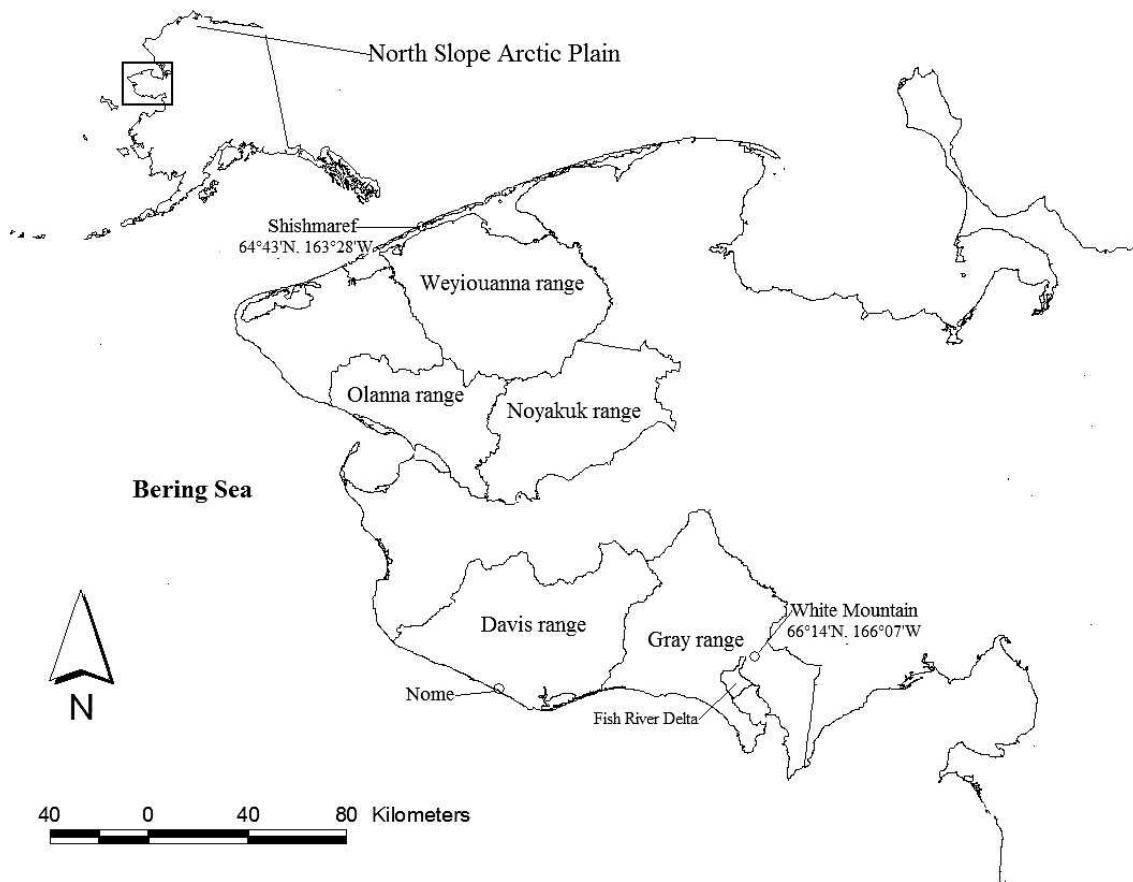 North Slope Arctic Plain
Shishmaref
64°43'N. 163°28'W
Weyiouanna range
Olanna range
Noyakuk range
Bering Sea
White Mountain
66°14'N. 166°07'W
Davis range
Gray range
Nome
Fish River Delta
N
40 0 40 80 Kilometers